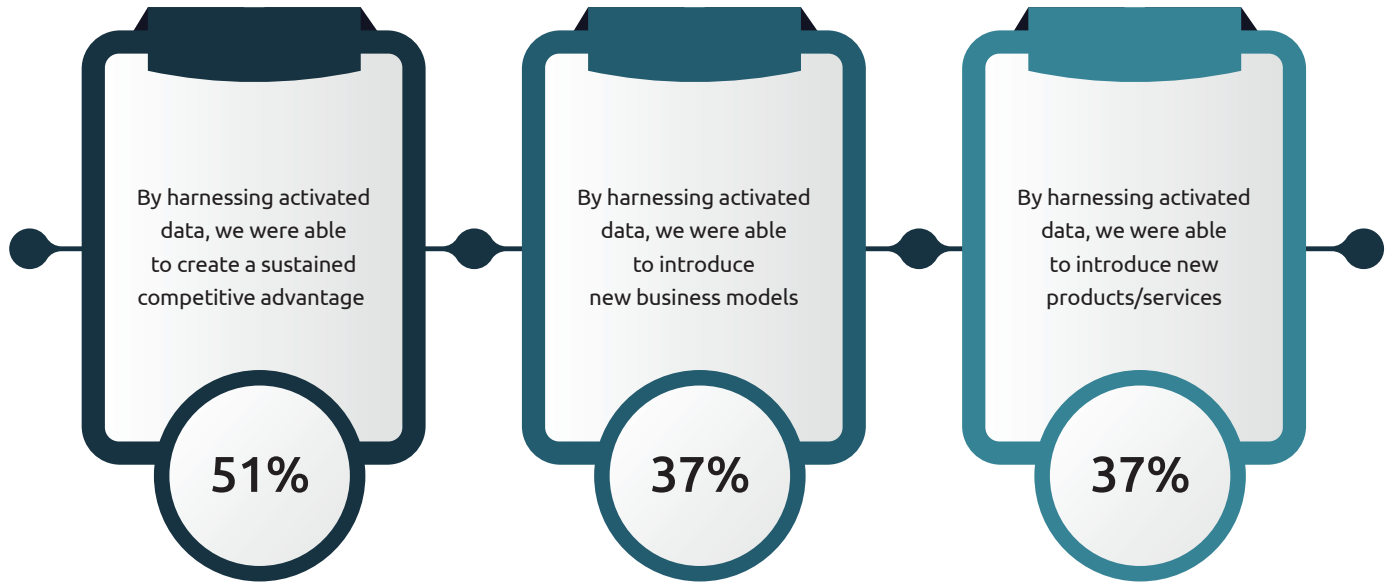 By harnessing activated
data, we were able
to create a sustained
competitive advantage
51%
By harnessing activated
data, we were able
to introduce
new business models
37%
By harnessing activated
data, we were able
to introduce new
products/services
37%